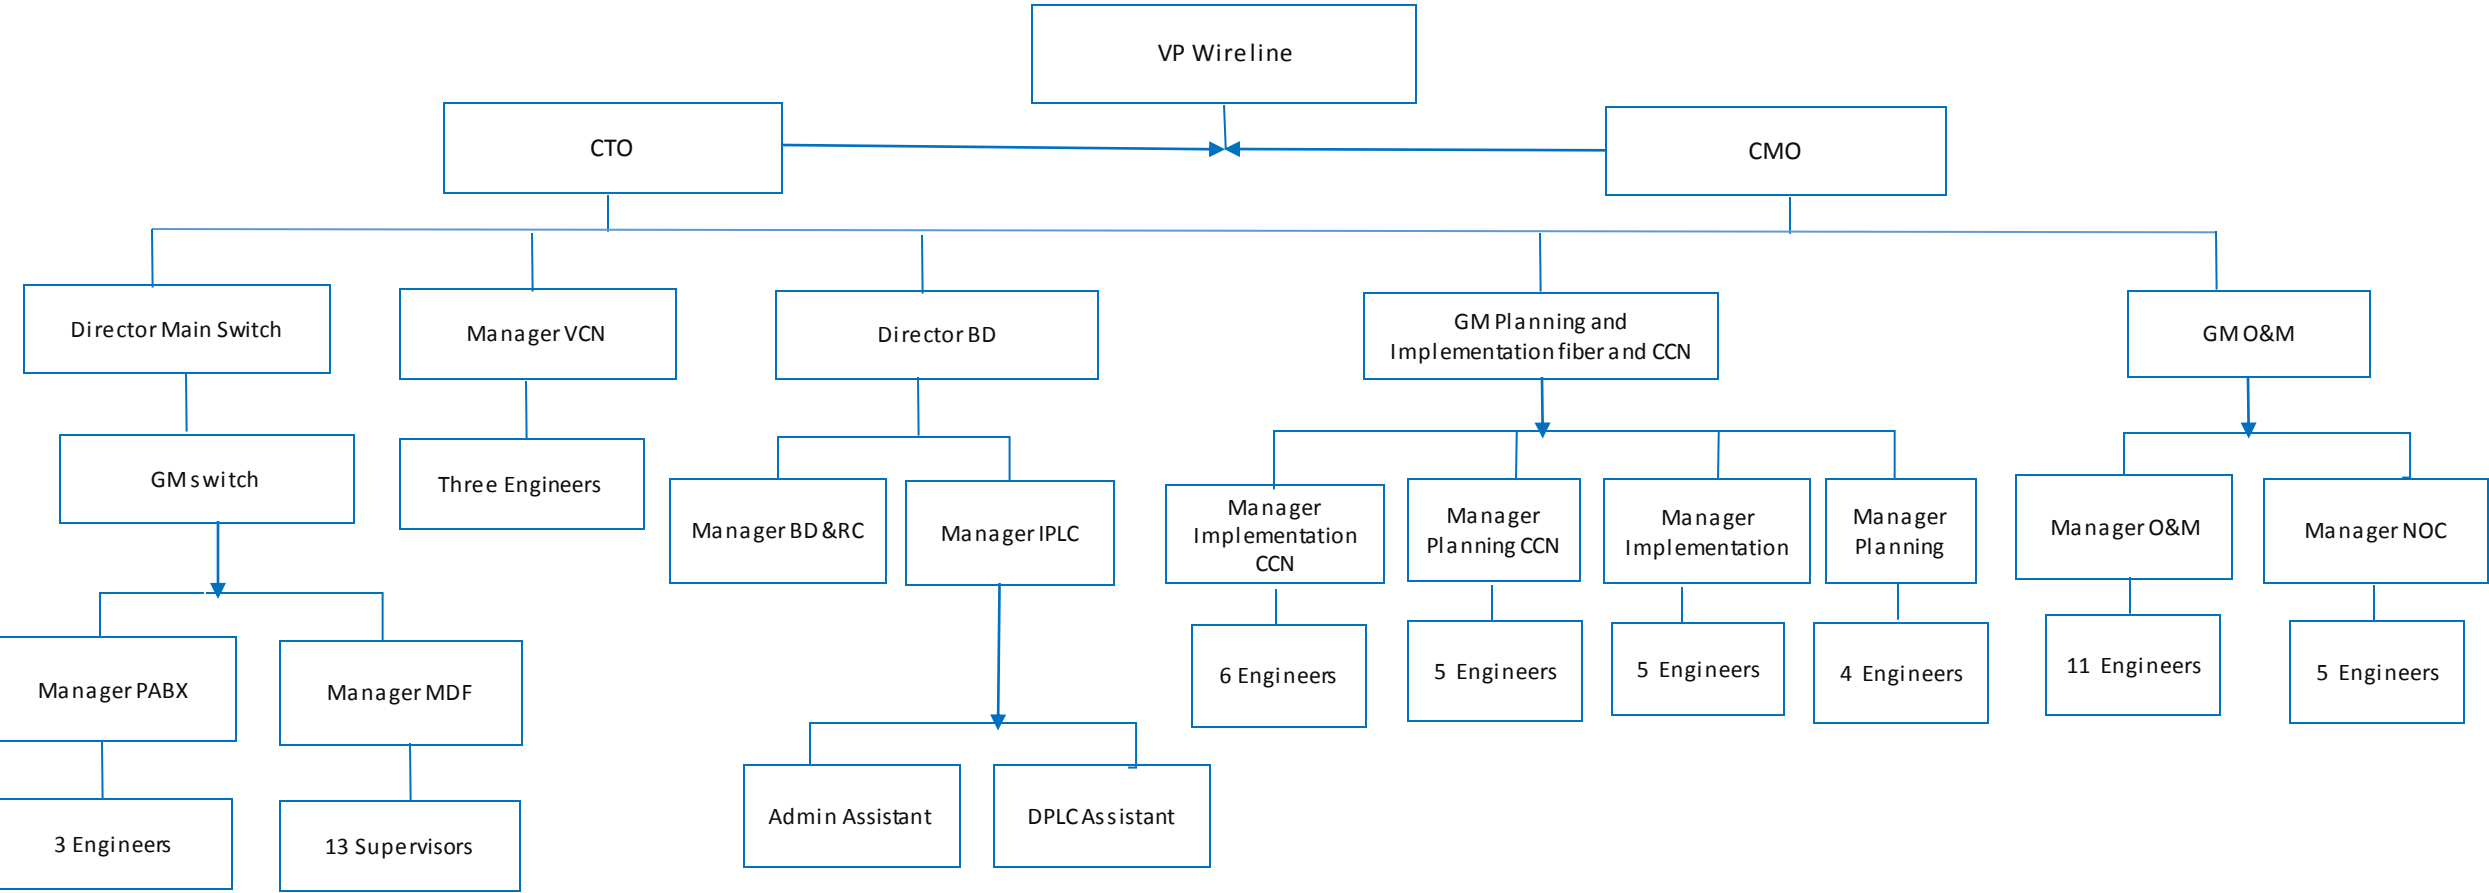 VP Wireline
CTO
CMO
Director Main Switch
Manager VCN
Director BD
GM Planning and
Implementation fiber and CCN
GM O&M
GM switch
Three Engineers
Manager BD &RC
Manager IPLC
Manager
Implementation
CCN
Manager
Planning CCN
Manager
Implementation
Manager
Planning
Manager O&M
Manager NOC
Manager PABX
Manager MDF
6 Engineers
5 Engineers
5 Engineers
4 Engineers
11 Engineers
5 Engineers
3 Engineers
13 Supervisors
Admin Assistant
DPLC Assistant